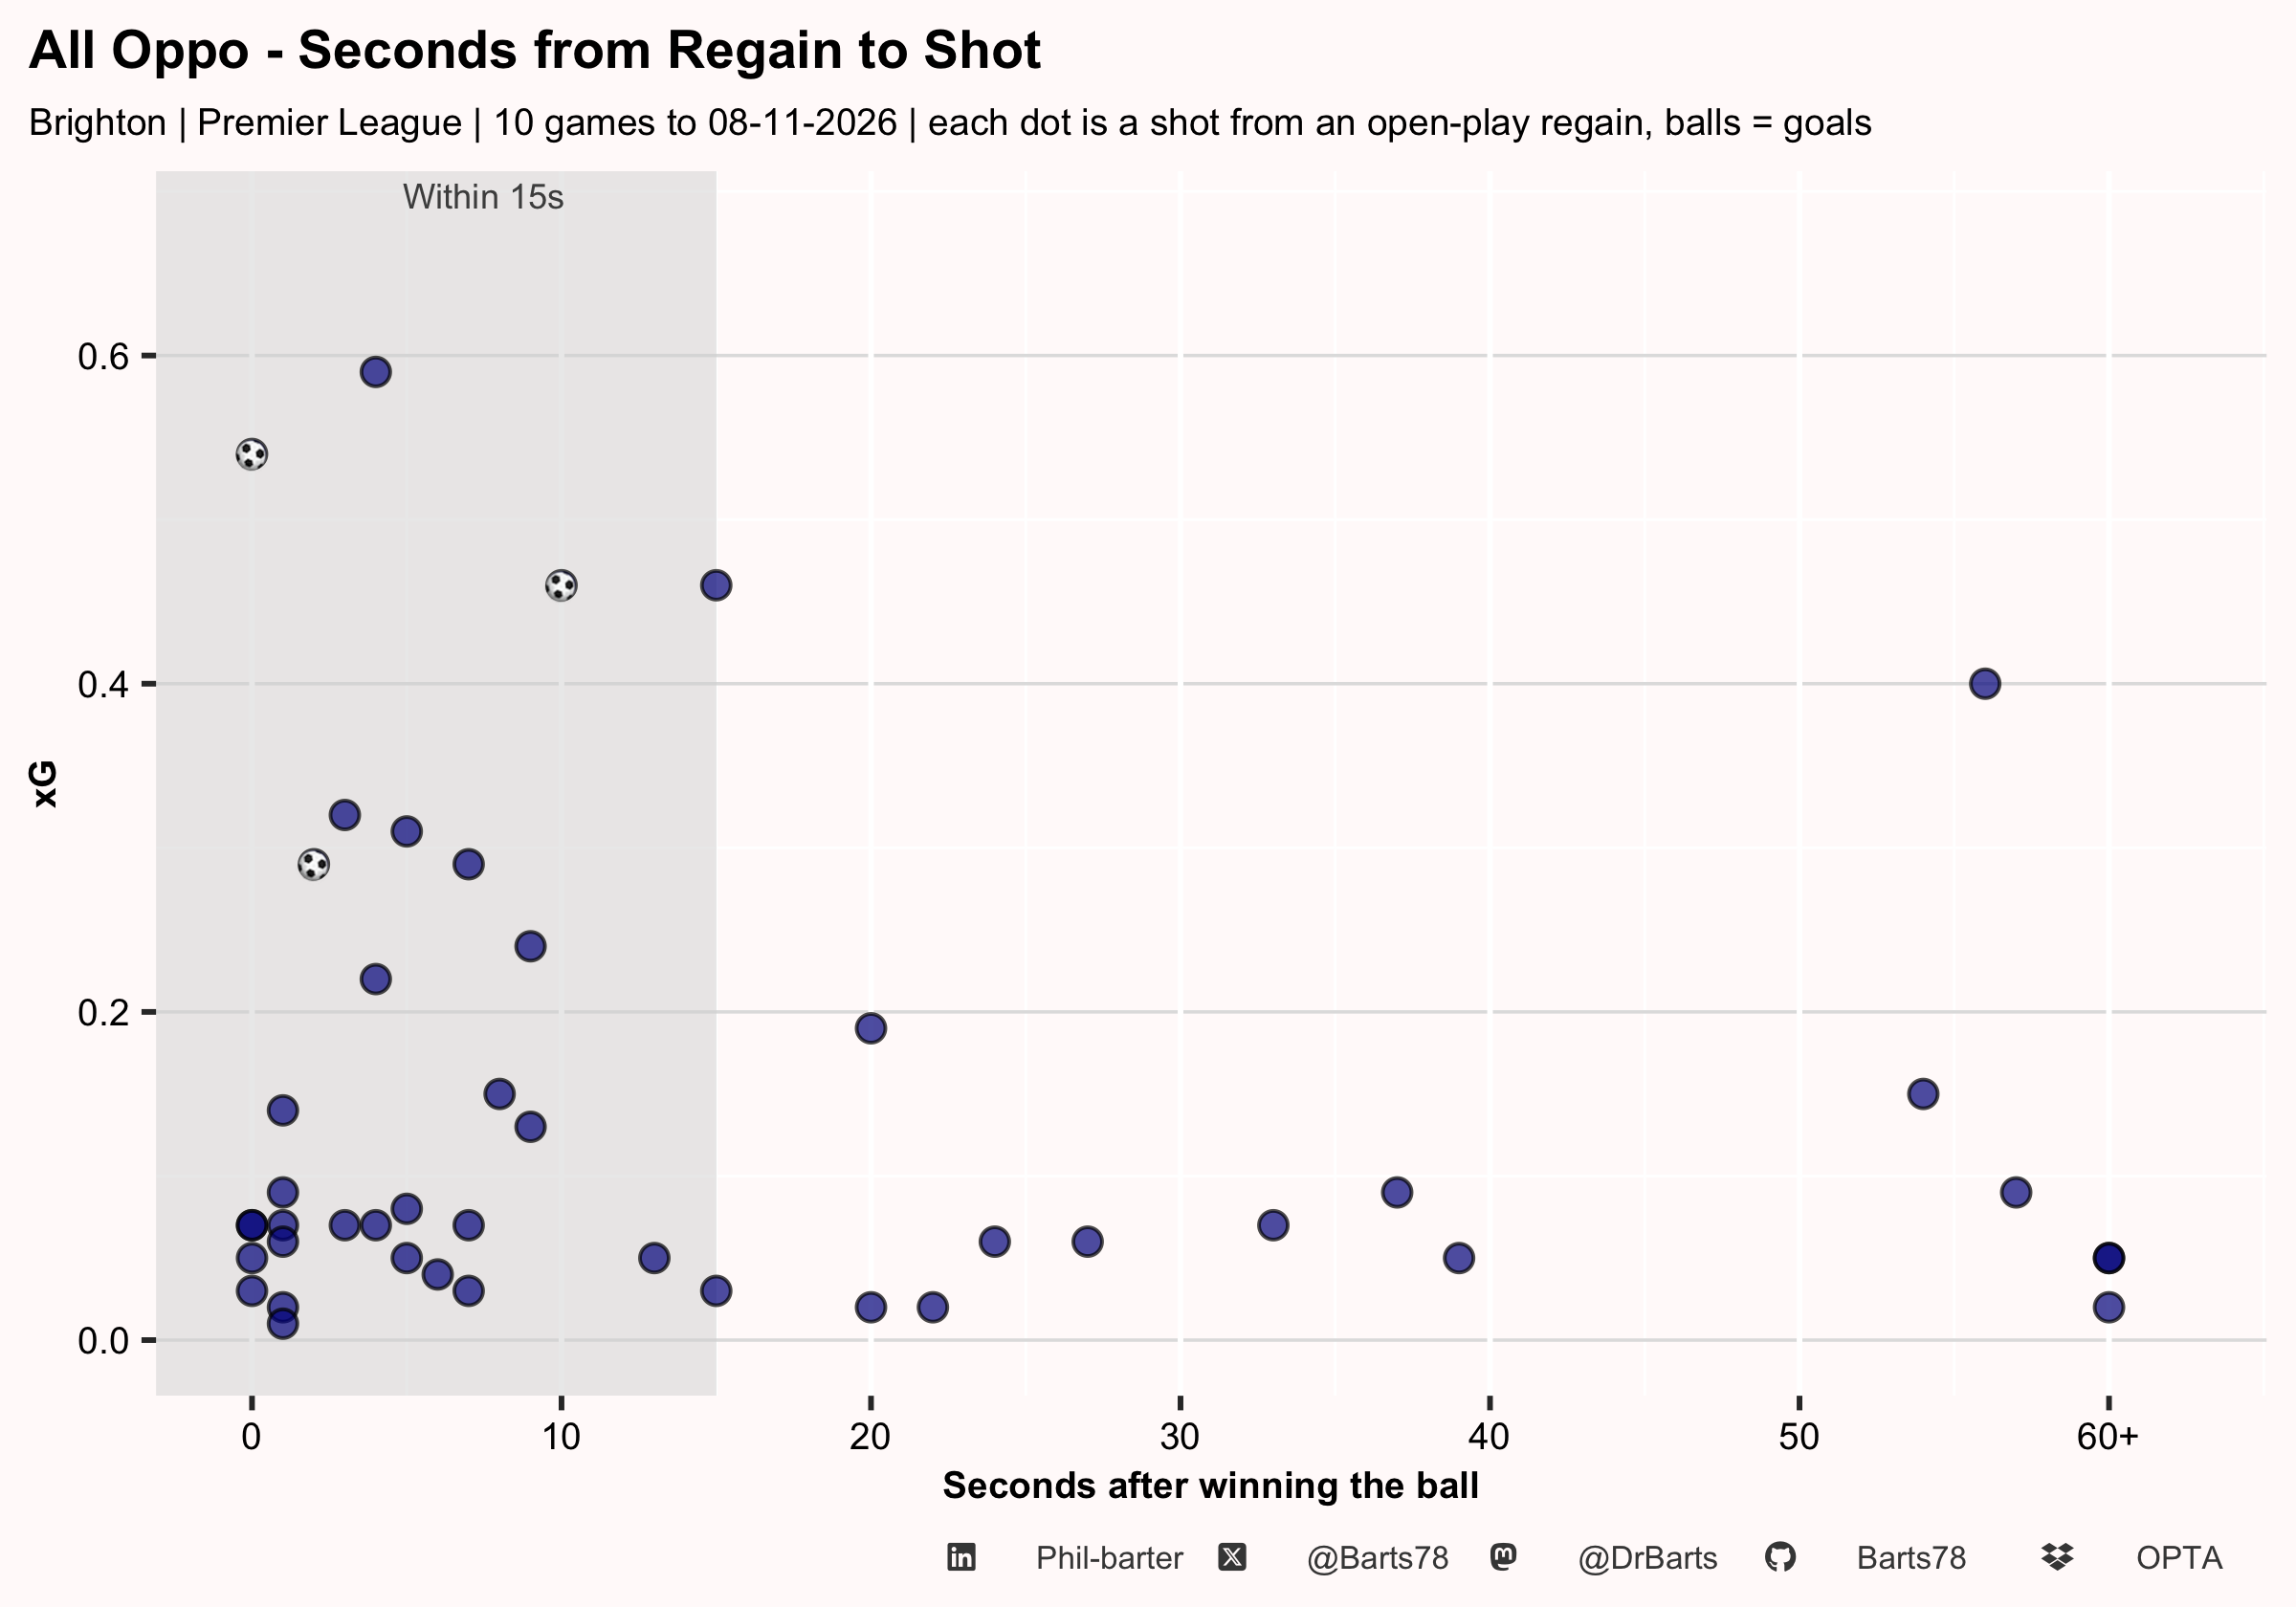 All Oppo - Seconds from Regain to Shot
Brighton | Premier League | 10 games to 08-11-2026 | each dot is a shot from an open-play regain, balls = goals
Within 15s
0.6
0.4
0.2
0.0
xG
0 10 20 30 40 50 60+
Seconds after winning the ball
Phil-barter @Barts78 @DrBarts Barts78 OPTA